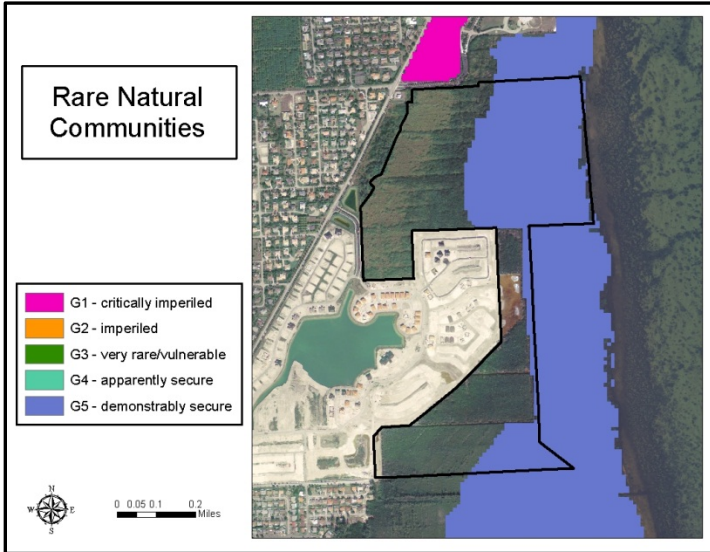 Rare Natural
Communities
G1 - critically imperiled
G2 - imperiled
G3 - very rare/vulnerable
G4 - apparently secure
G5 - demonstrably secure
N
W E
S
0 0.05 0.1 0.2
Miles